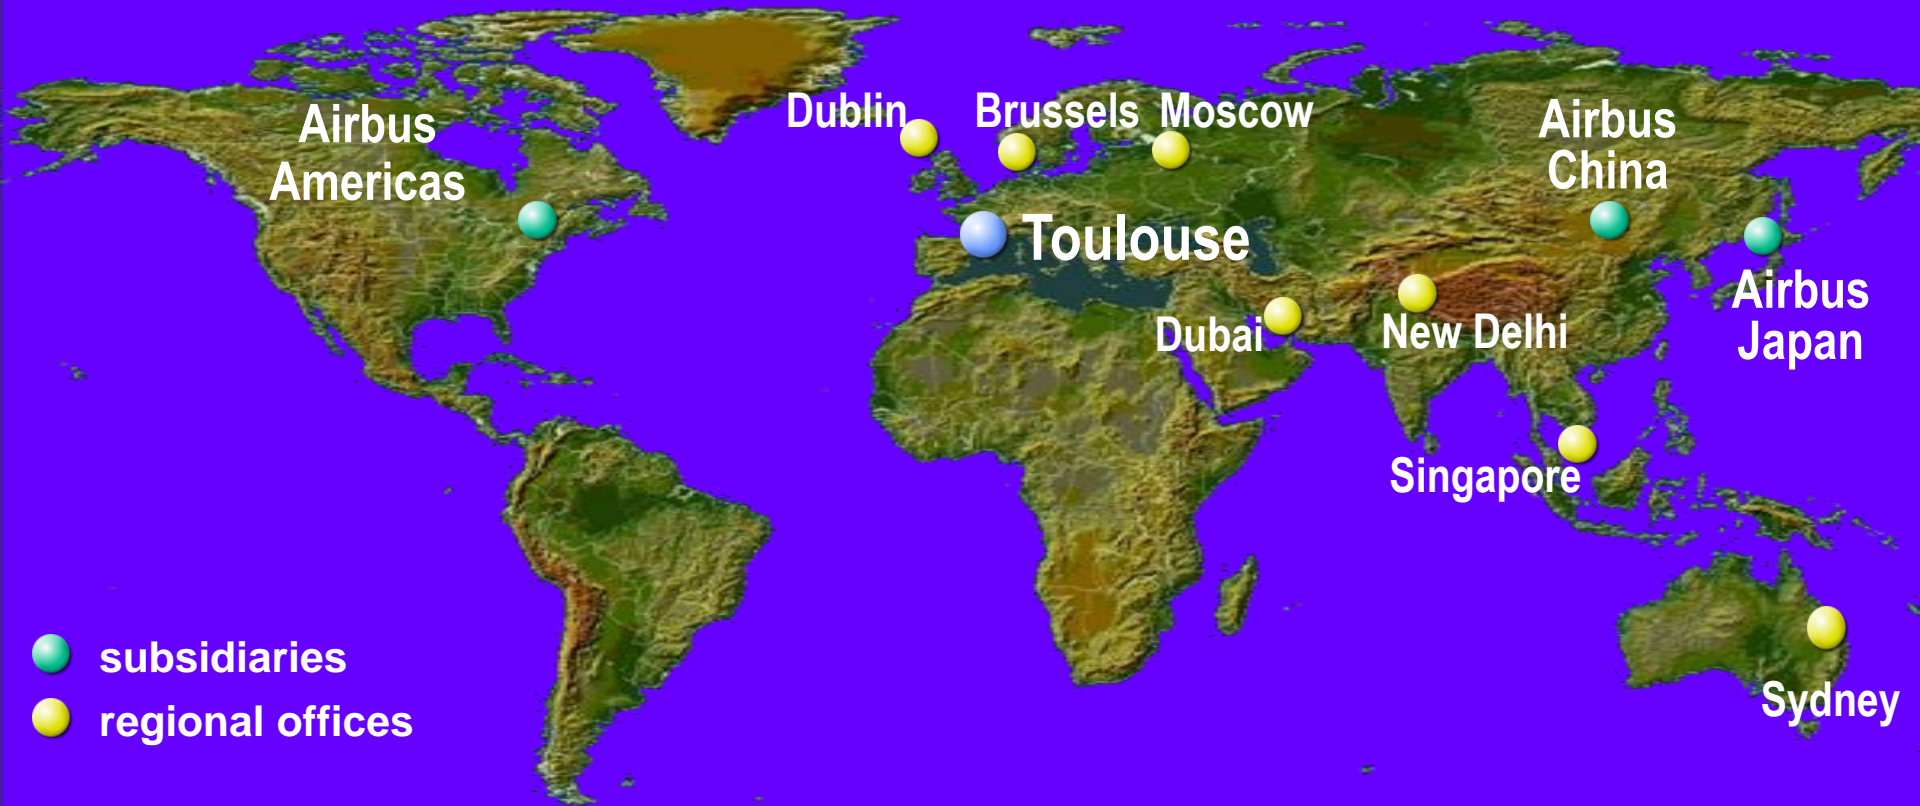 Dublin
Brussels
Moscow
Airbus
Americas
Airbus
China
Toulouse
Airbus
Japan
Dubai
New Delhi
Singapore
subsidiaries
regional offices
Sydney